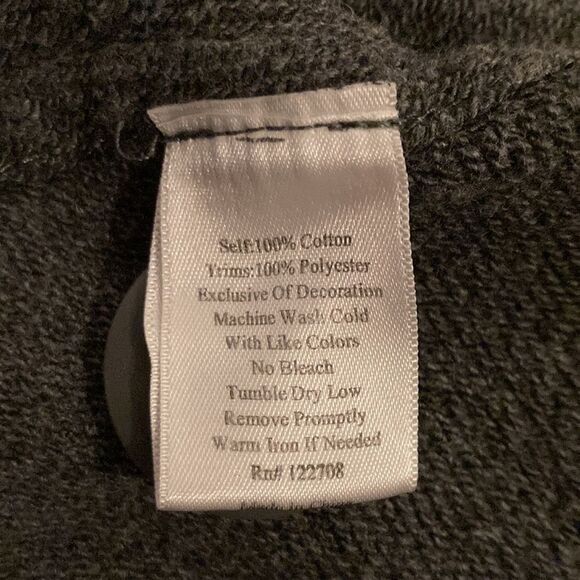 Self:100% Cotton
Trims:100% Polyester
Exclusive Of Decoration
Machine Wash Cold
With Like Colors
No Bleach
Tumble Dry Low
Remove Promptly
Warm Iron If Needed
Rn# 122708